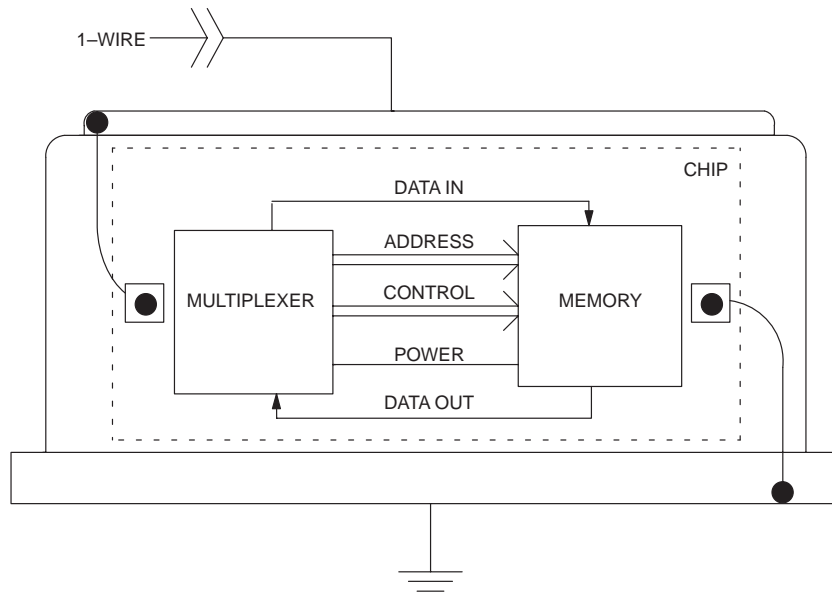 1–WIRE
CHIP
DATA IN
ADDRESS
MULTIPLEXER
CONTROL
MEMORY
POWER
DATA OUT